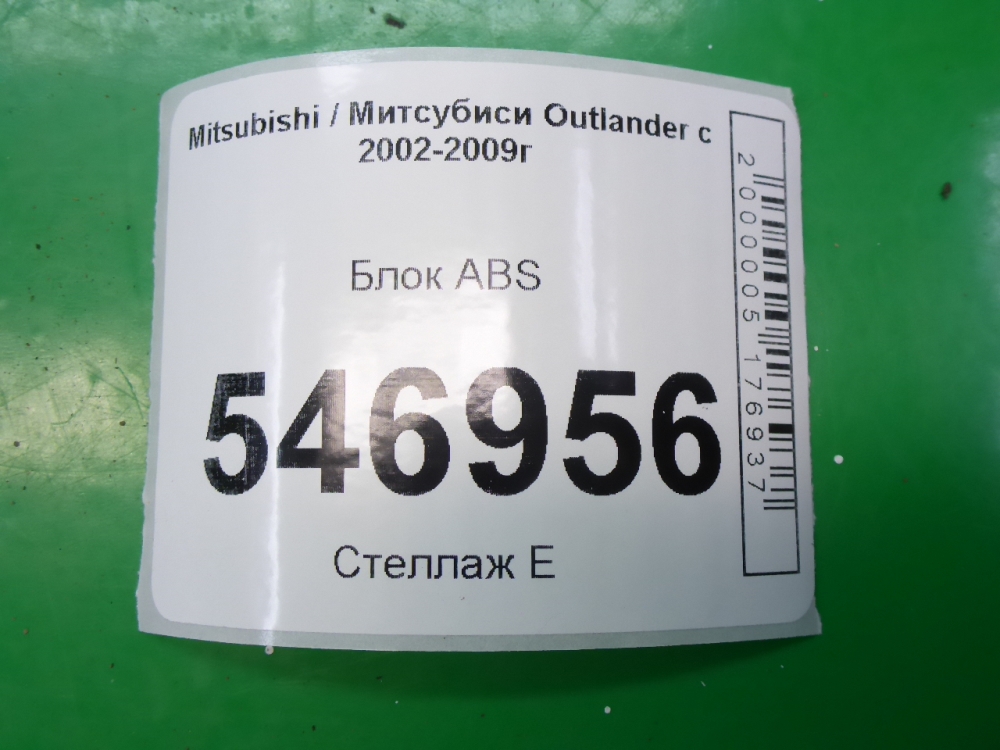 Mitsubishi / Митсубиси Outlander с
2002-2009г
Блок ABS
546956
Стеллаж Е
2000005176937